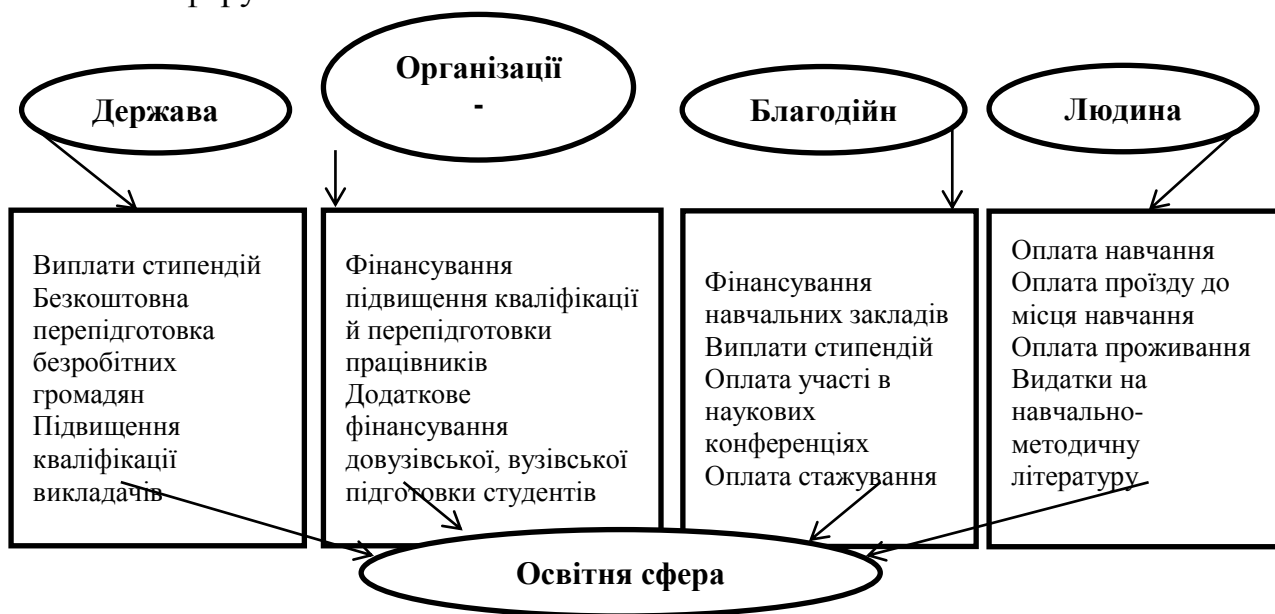 Держава
Організації
-
Благодійн
Людина
Виплати стипендій
Безкоштовна
перепідготовка
безробітних
громадян
Підвищення
кваліфікації
викладачів
Фінансування
підвищення кваліфікації
й перепідготовки
працівників
Додаткове
фінансування
довузівської, вузівської
підготовки студентів
Фінансування
навчальних закладів
Виплати стипендій
Оплата участі в
наукових
конференціях
Оплата стажування
Оплата навчання
Оплата проїзду до
місця навчання
Оплата проживання
Видатки на
навчально-
методичну
літературу
Освітня сфера